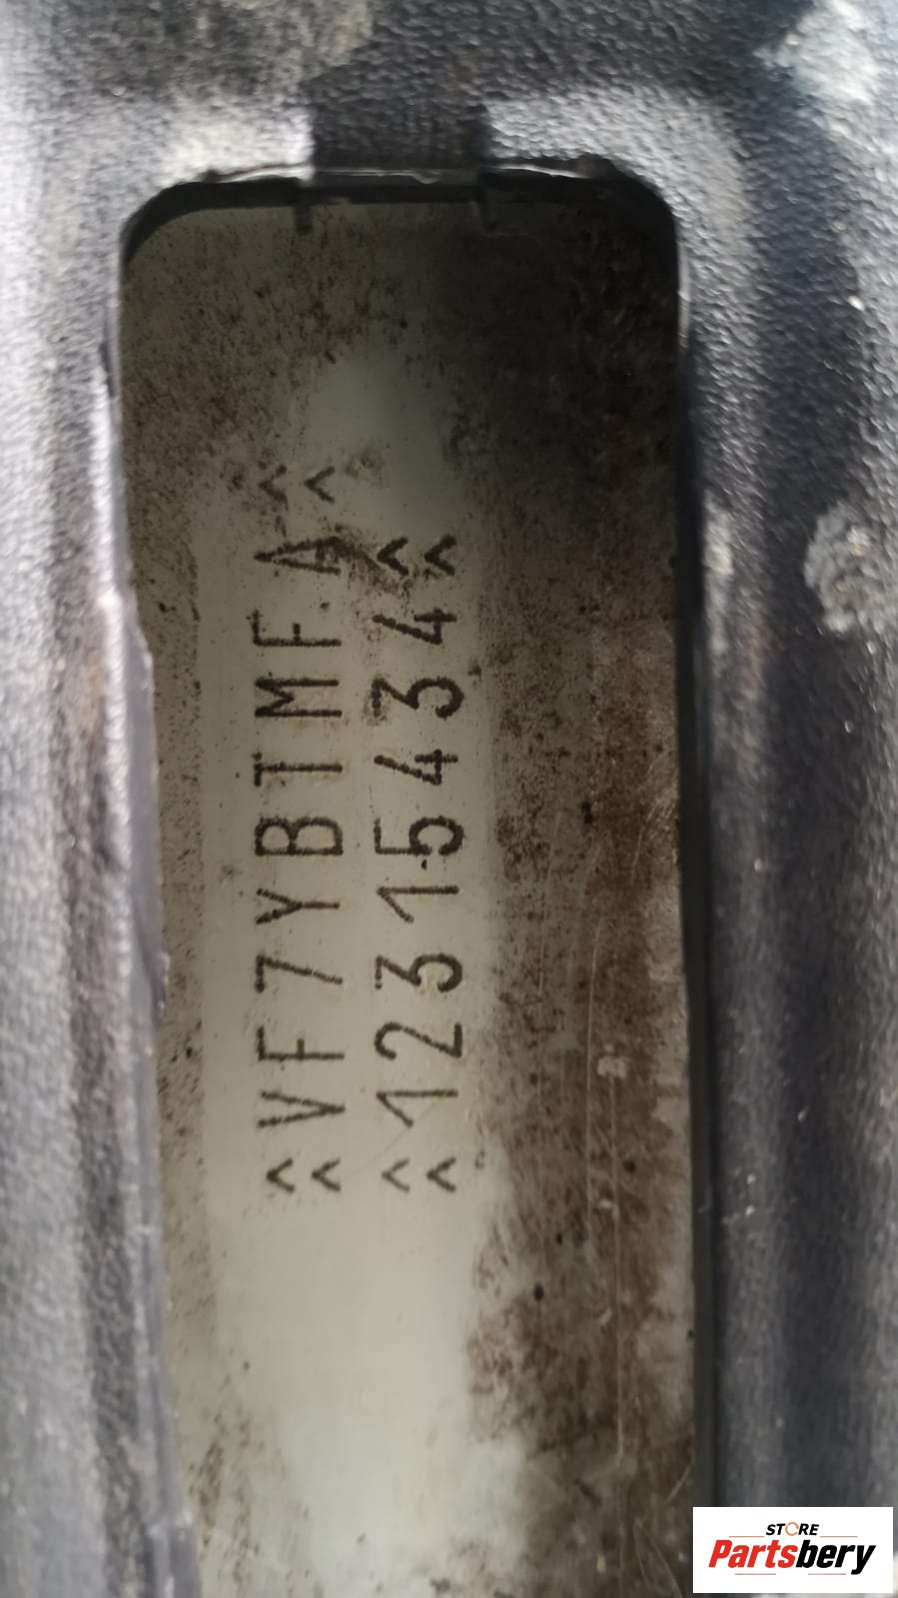 ^VF7YBTMFA^
^12315434^
STORE
Partsbery